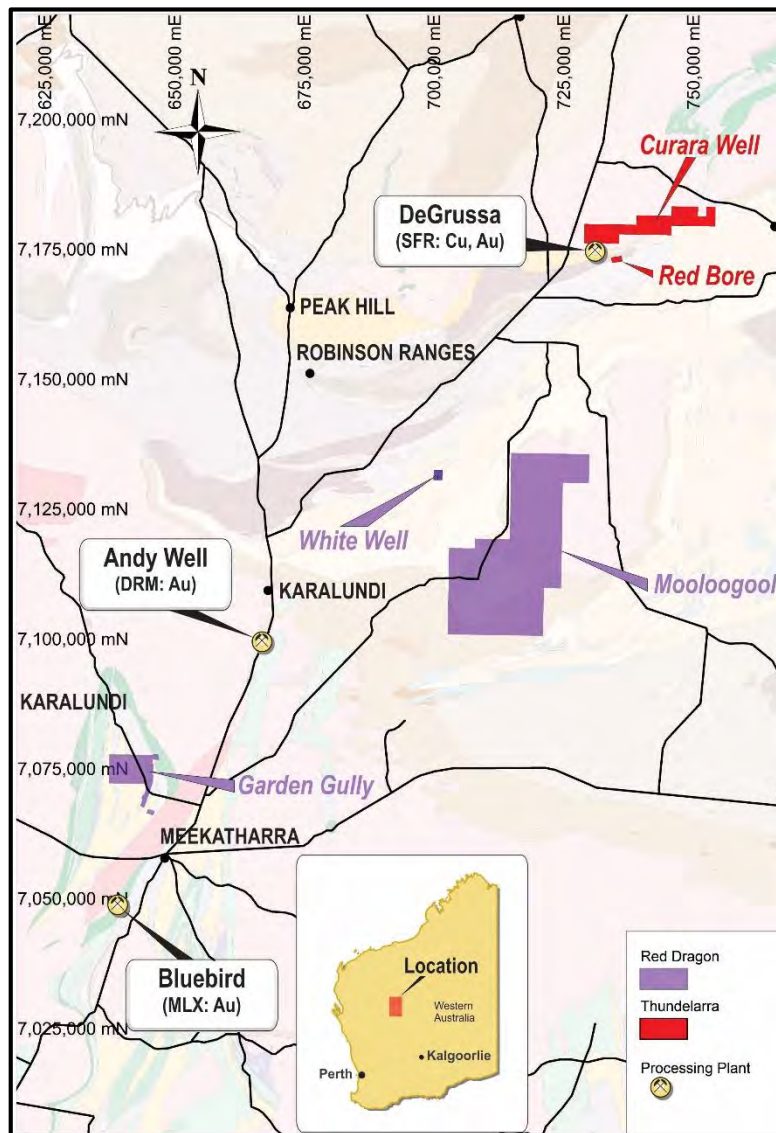 625,000 mE
650,000 mE
675,000 mE
700,000 mE
725,000 mE
750,000 mE
N
7,200,000 mN
Curara Well
DeGrussa
(SFR: Cu, Au)
7,175,000 mN
Red Bore
PEAK HILL
ROBINSON RANGES
7,150,000 mN
7,125,000 mN
White Well
Andy Well
(DRM: Au)
KARALUNDI
Mooloogool
7,100,000 mN
KARALUNDI
7,075,000 mN
Garden Gully
MEEKATHARRA
7,050,000 mN
Bluebird
(MLX: Au)
7,025,000 mN
Location
Western
Australia
Kalgoorlie
Perth
Red Dragon
Thundelarra
Processing Plant